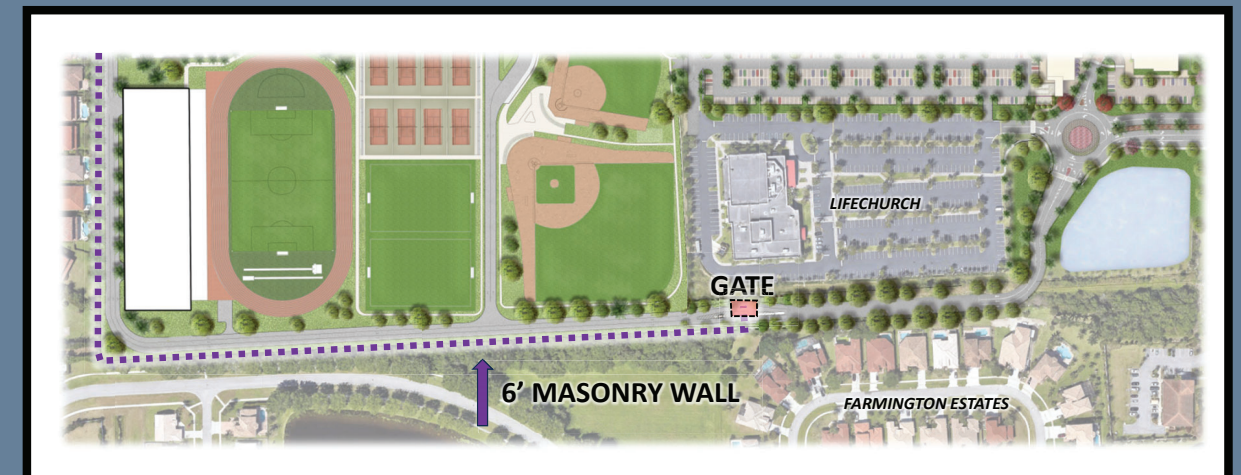 LIFECHURCH
GATE
6’ MASONRY WALL
FARMINGTON ESTATES